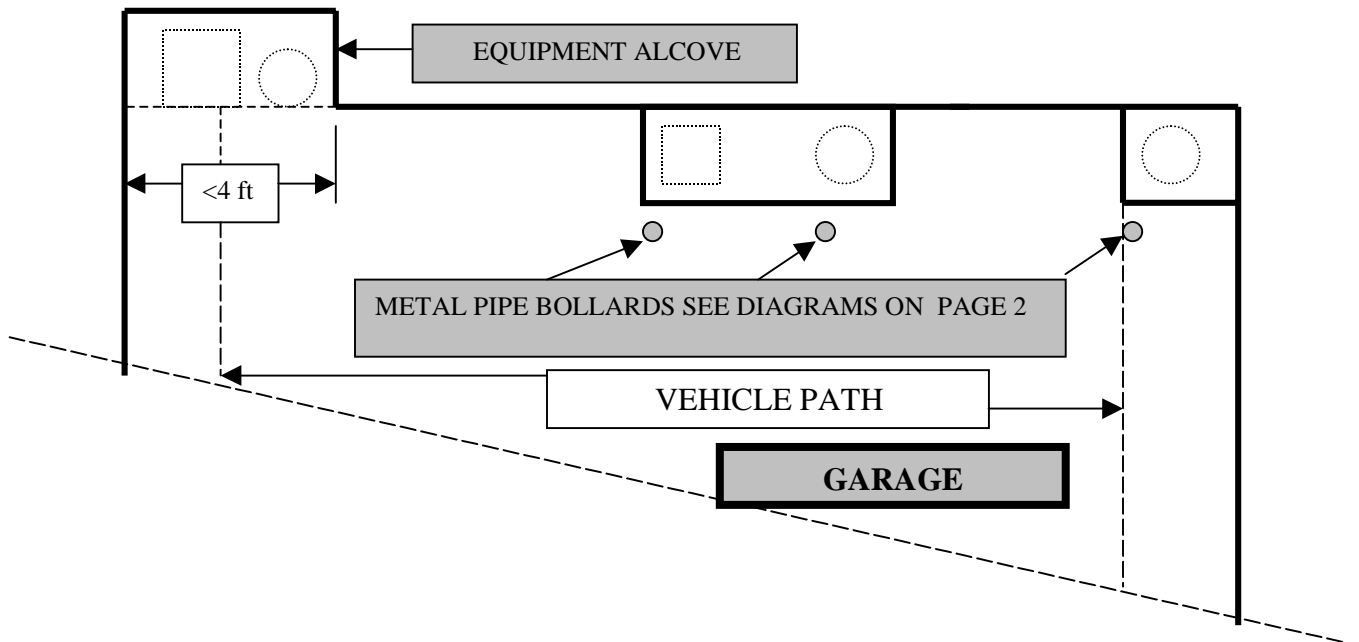 EQUIPMENT ALCOVE
<4 ft
METAL PIPE BOLLARDS SEE DIAGRAMS ON PAGE 2
VEHICLE PATH
GARAGE